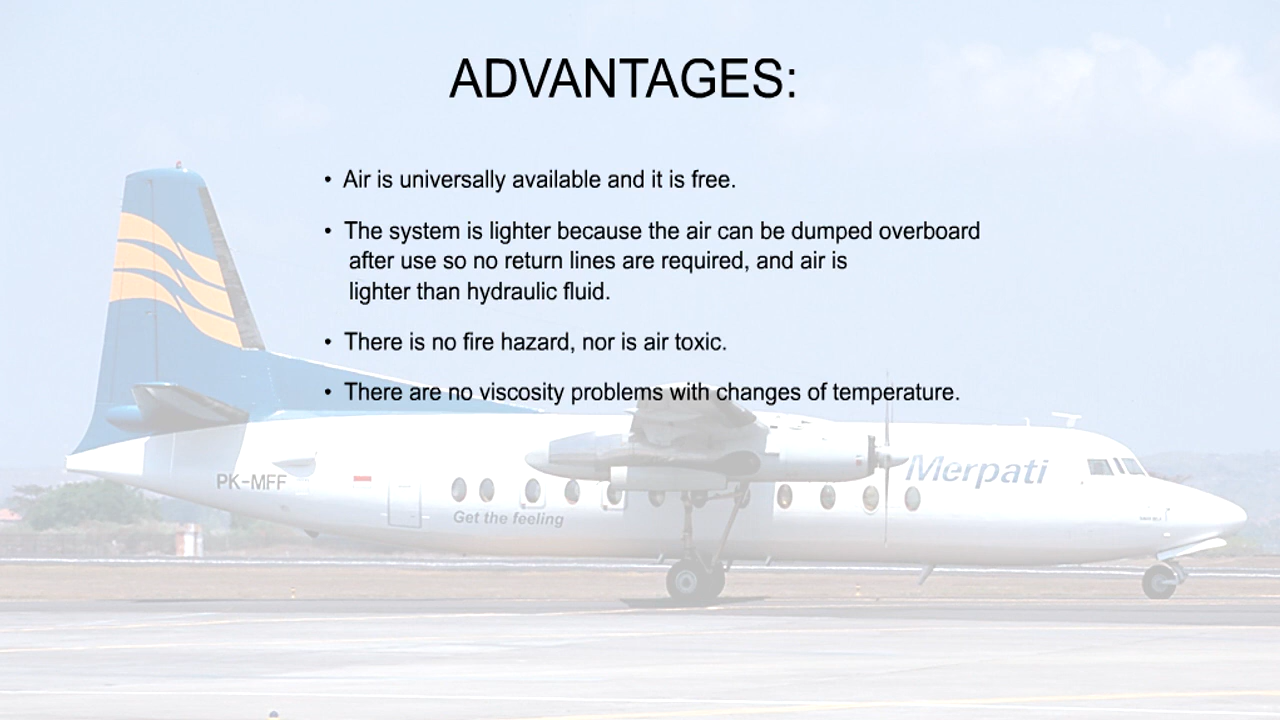 ADVANTAGES:
• Air is universally available and it is free.
• The system is lighter because the air can be dumped overboard
after use so no return lines are required, and air is
lighter than hydraulic fluid.
• There is no fire hazard, nor is air toxic.
• There are no viscosity problems with changes of temperature.
Merpati
PK-MFF
Get the feeling